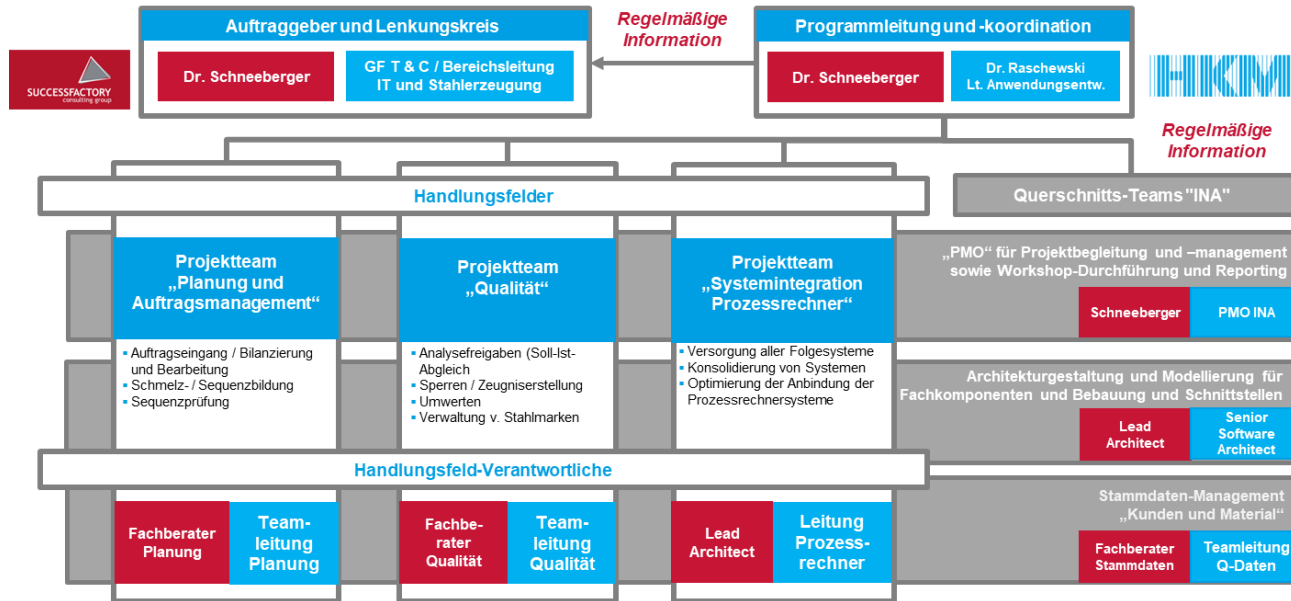 Auftraggeber und Lenkungskreis
Dr. Schneeberger
GF T & C / Bereichsleitung
IT und Stahlerzeugung
Regelmäßige
Information
Programmleitung und -koordination
Dr. Schneeberger
Dr. Raschewski
Lt. Anwendungsentw.
SUCCESSFACTORY
consulting group
HKM
Regelmäßige
Information
Handlungsfelder
Querschnitts-Teams "INA"
Projektteam
„Planung und
Auftragsmanagement“
Projektteam
„Qualität“
Projektteam
„Systemintegration
Prozessrechner“
„PMO“ für Projektbegleitung und –management
sowie Workshop-Durchführung und Reporting
Schneeberger
PMO INA
▪ Auftragseingang / Bilanzierung
und Bearbeitung
▪ Schmelz- / Sequenzbildung
▪ Sequenzprüfung
▪ Analysefreigaben (Soll-Ist-
Abgleich
▪ Sperren / Zeugniserstellung
▪ Umwerten
▪ Verwaltung v. Stahlmarken
▪ Versorgung aller Folgesysteme
▪ Konsolidierung von Systemen
▪ Optimierung der Anbindung der
Prozessrechnersysteme
Architekturgestaltung und Modellierung für
Fachkomponenten und Bebauung und Schnittstellen
Lead
Architect
Senior
Software
Architect
Handlungsfeld-Verantwortliche
Fachberater
Planung
Team-
leitung
Planung
Fachbe-
rater
Qualität
Team-
leitung
Qualität
Lead
Architect
Leitung
Prozess-
rechner
Stammdaten-Management
„Kunden und Material“
Fachberater
Stammdaten
Teamleitung
Q-Daten